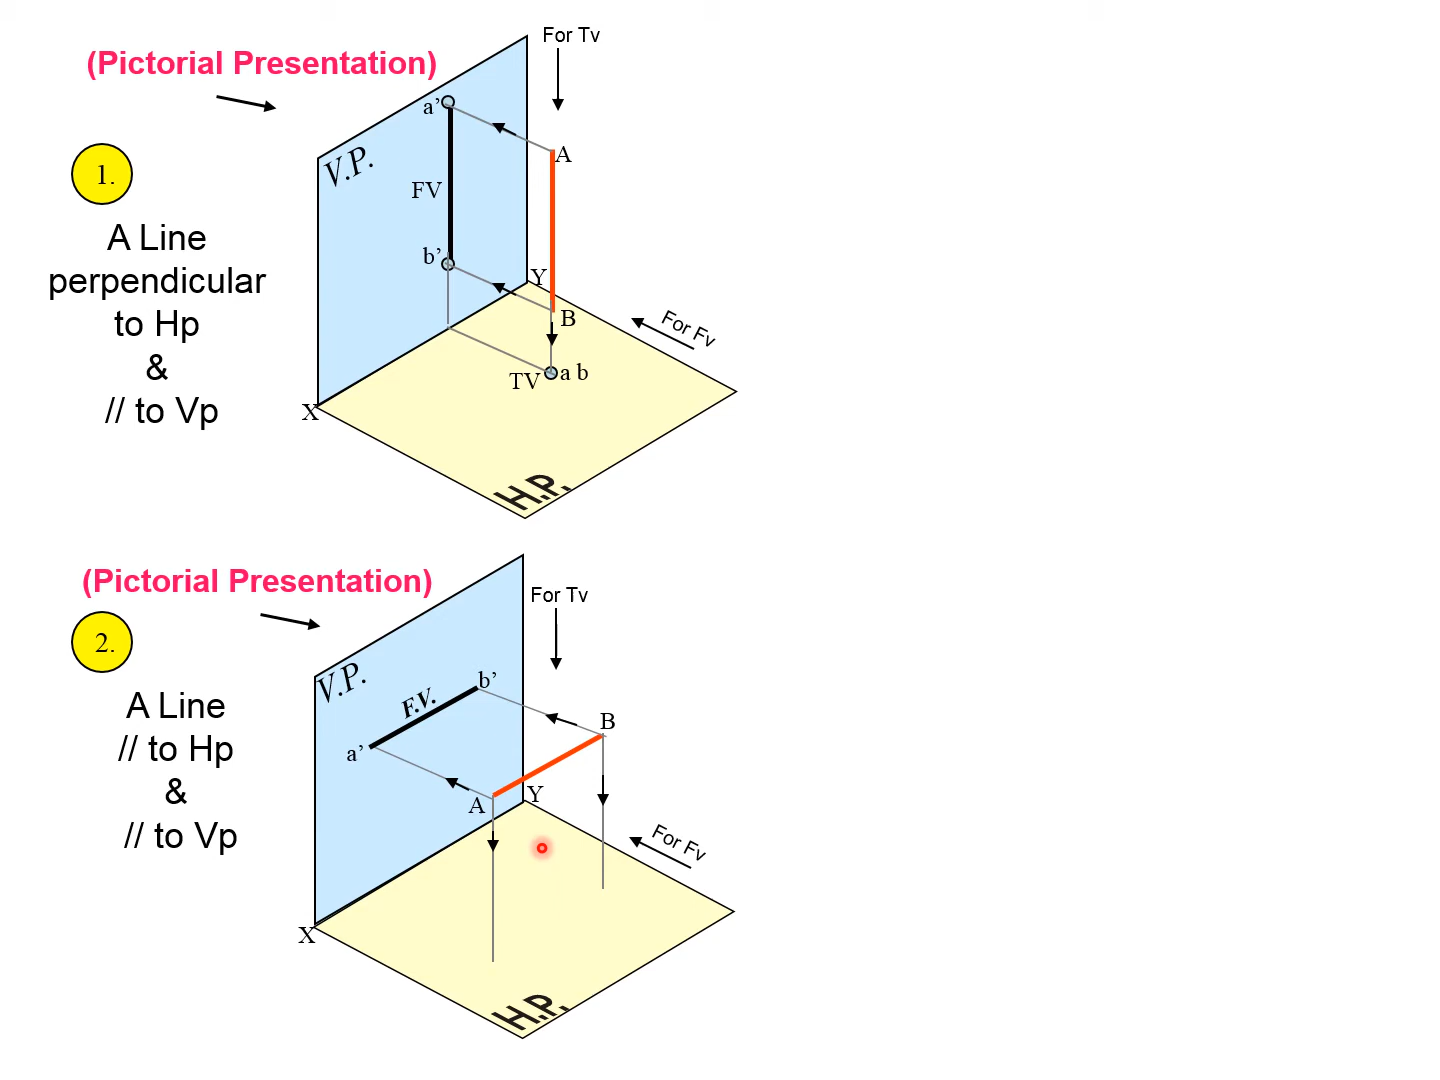 For Tv
(Pictorial Presentation)
a’
A
V.P.
1.
FV
A Line
perpendicular
to Hp
&
// to Vp
b’
Y
B
For Fv
TV
a b
X
H.P.
(Pictorial Presentation)
For Tv
2.
V.P.
b’
F.V.
A Line
// to Hp
&
// to Vp
B
a’
A
Y
For Fv
X
H.P.